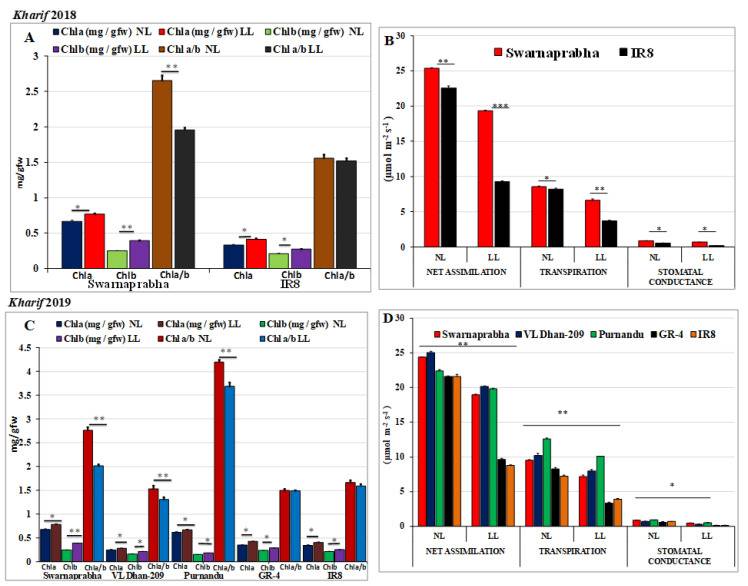 Kharif 2018
A
Chla (mg / gfw) NL Chla (mg / gfw) LL Chlb (mg / gfw) NL
Chlb (mg / gfw) LL Chl a/b NL Chl a/b LL
3
2.5
2
1.5
1
0.5
0
mg/gfw
* ** ** * *
Chla Chlb Chla/b Chla Chlb Chla/b
Swarnaprabha IR8
B
Swarnaprabha IR8
30
25
20
15
10
5
0
(µmol m-2 s-1)
** *** * ** * *
NL LL NL LL NL LL
NET ASSIMILATION TRANSPIRATION STOMATAL
CONDUCTANCE
Kharif 2019
C
Chla (mg / gfw) NL Chla (mg / gfw) LL Chlb (mg / gfw) NL
Chlb (mg / gfw) LL Chl a/b NL Chl a/b LL
4.5
4
3.5
3
2.5
2
1.5
1
0.5
0
mg/gfw
* ** ** * * ** * * ** * * * *
Chla Chlb Chla/b Chla Chlb Chla/b Chla Chlb Chla/b Chla Chlb Chla/b Chla Chlb Chla/b
Swarnaprabha VL Dhan-209 Purnandu GR-4 IR8
D
Swarnaprabha VL Dhan-209 Purnandu GR-4 IR8
30
25
20
15
10
5
0
(µmol m-2 s-1)
** ** *
NL LL NL LL NL LL
NET ASSIMILATION TRANSPIRATION STOMATAL
CONDUCTANCE